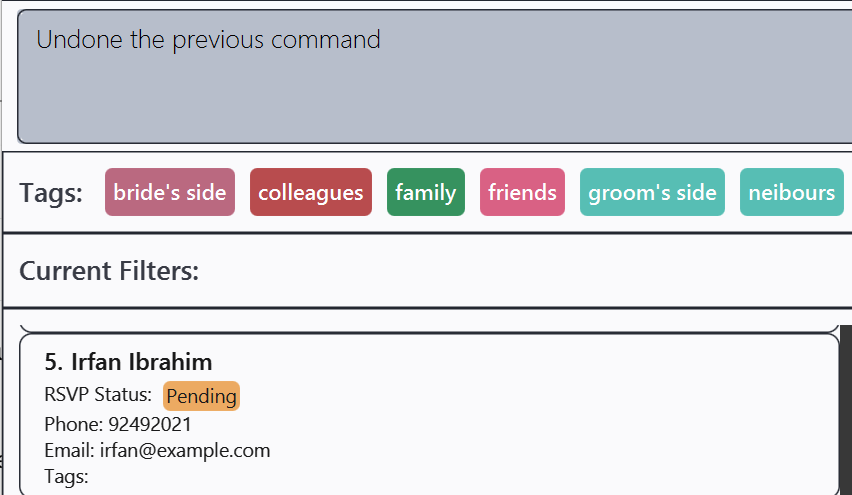 Undone the previous command
Tags: bride's side colleagues family friends groom's side neibours
Current Filters:
5. Irfan Ibrahim
RSVP Status: Pending
Phone: 92492021
Email: irfan@example.com
Tags: